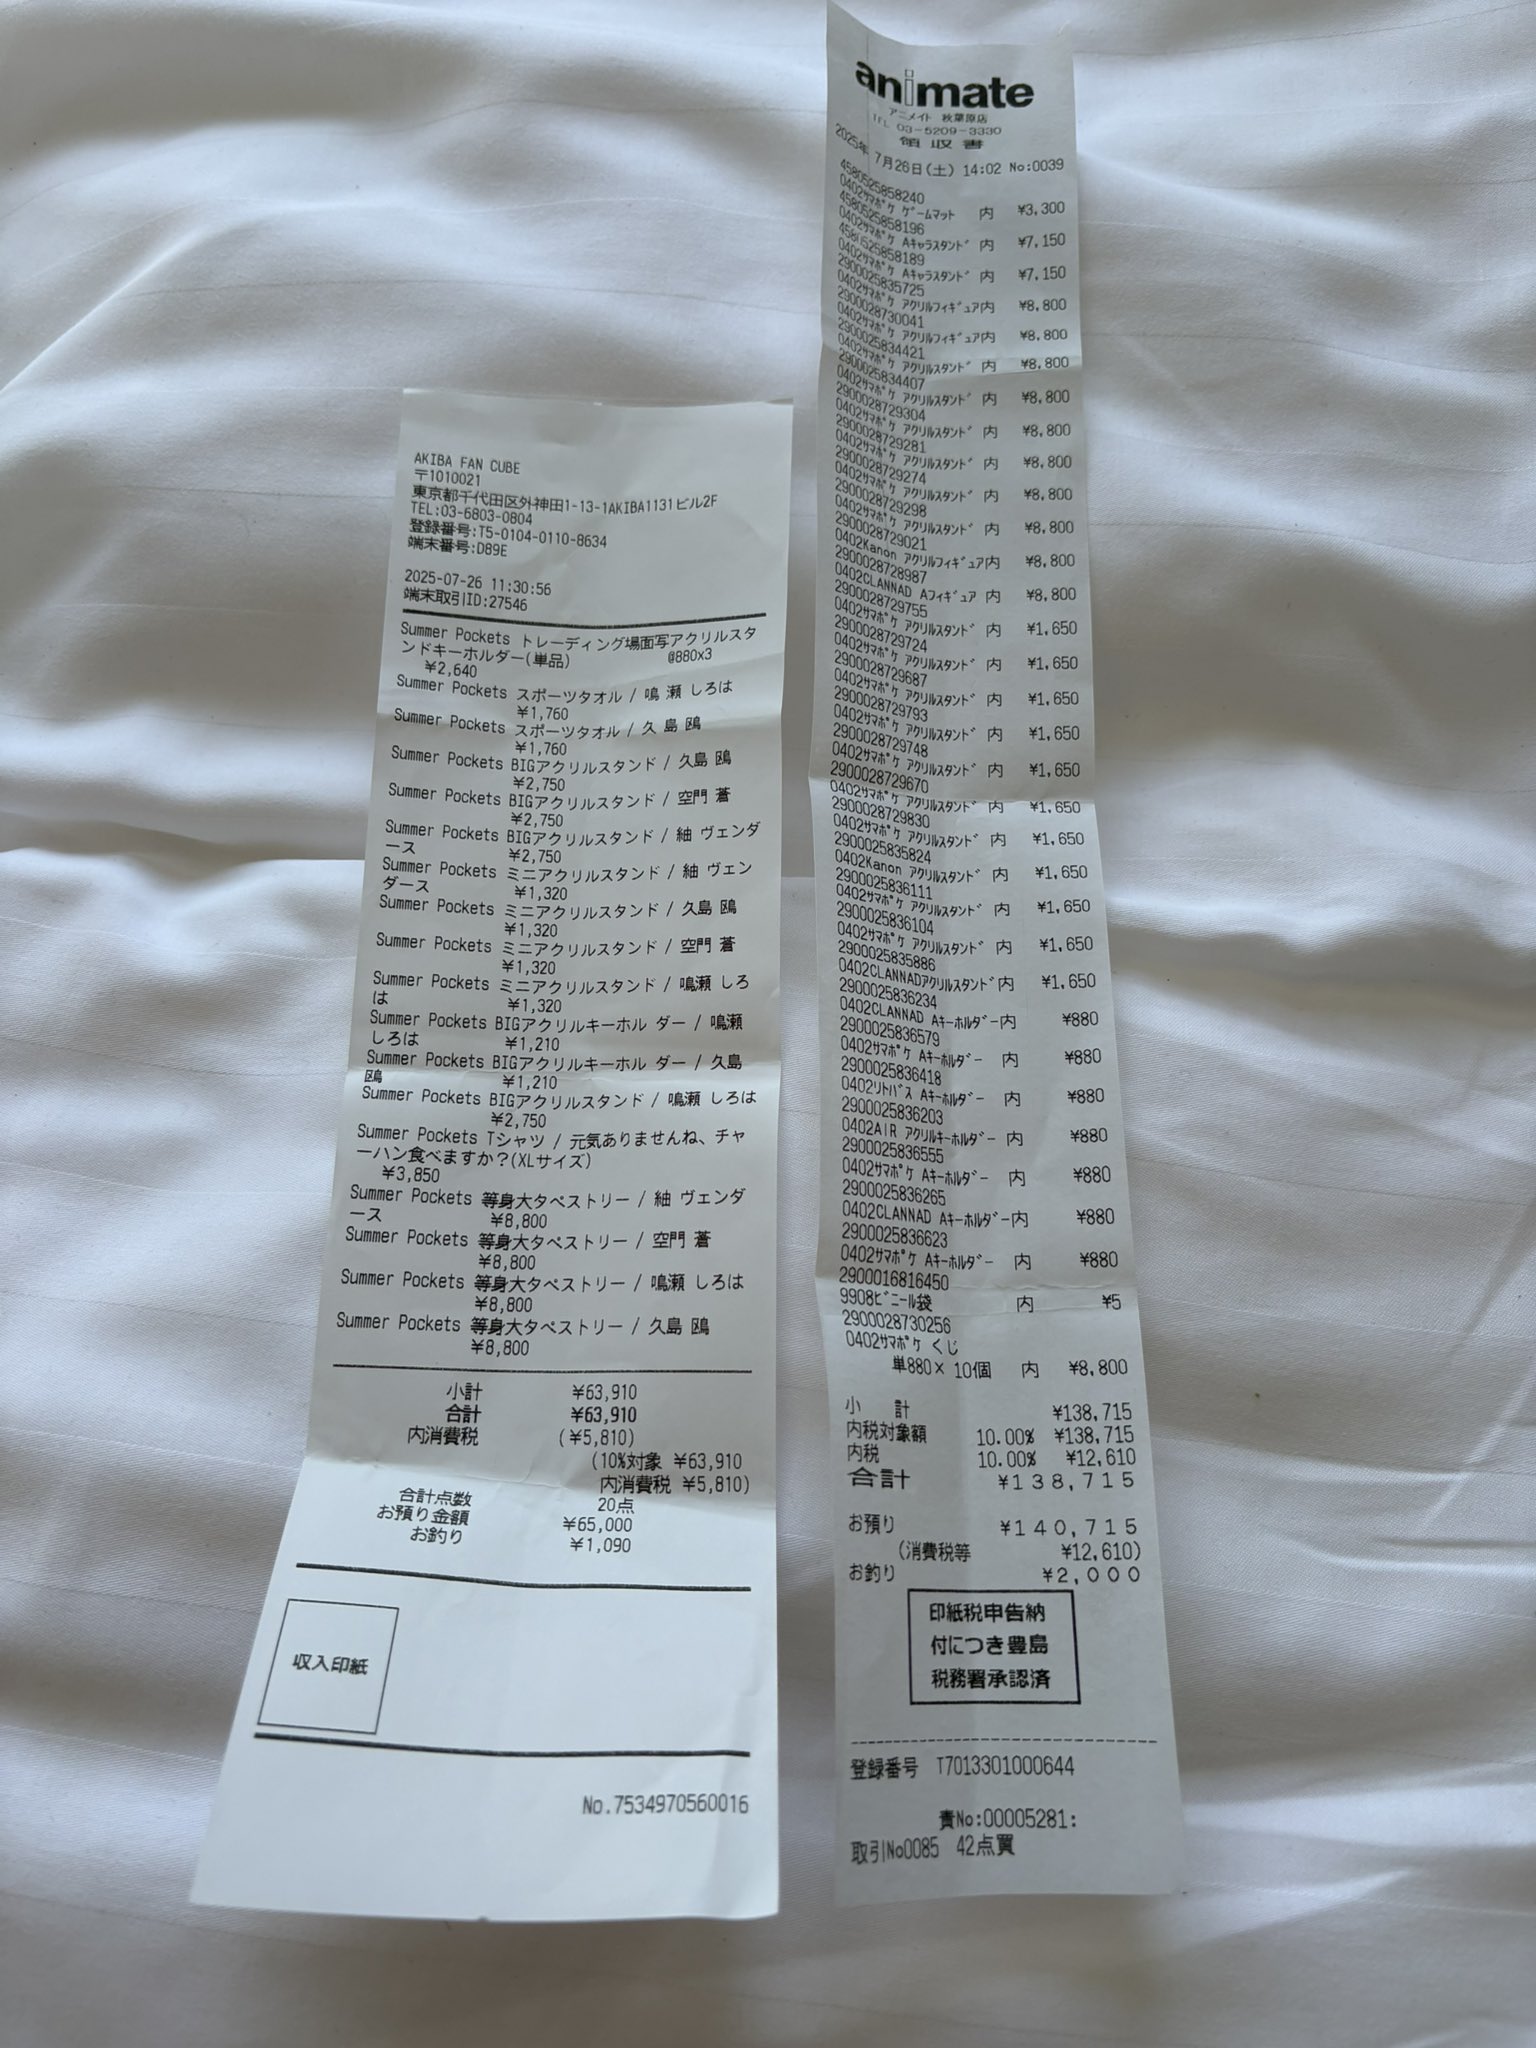 AKIBA FAN CUBE
〒1010021
東京都千代田区外神田1-13-1AKIBA1131ビル2F
TEL:03-6803-0804
登録番号:T5-0104-0110-8634
端末番号:D89E
2025-07-26 11:30:56
端末取引ID:27546
Summer Pockets トレーディング場面写アクリルスタ
ンドキーホルダー(単品) @880x3
¥2,640
Summer Pockets スポーツタオル / 鳴 瀬 しろは
¥1,760
Summer Pockets スポーツタオル / 久 島 鴎
¥1,760
Summer Pockets BIGアクリルスタンド / 久島 鴎
¥2,750
Summer Pockets BIGアクリルスタンド / 空門 蒼
¥2,750
Summer Pockets BIGアクリルスタンド / 紬 ヴェンダ
ース ¥2,750
Summer Pockets ミニアクリルスタンド / 紬 ヴェン
ダース ¥1,320
Summer Pockets ミニアクリルスタンド / 久島 鴎
¥1,320
Summer Pockets ミニアクリルスタンド / 空門 蒼
¥1,320
Summer Pockets ミニアクリルスタンド / 鳴瀬 しろ
は ¥1,320
Summer Pockets BIGアクリルキーホル ダー / 鳴瀬
しろは ¥1,210
Summer Pockets BIGアクリルキーホル ダー / 久島
鴎 ¥1,210
Summer Pockets BIGアクリルスタンド / 鳴瀬 しろは
¥2,750
Summer Pockets Tシャツ / 元気ありませんね、チャ
ーハン食べますか?(XLサイズ)
¥3,850
Summer Pockets 等身大タペストリー / 紬 ヴェンダ
ース ¥8,800
Summer Pockets 等身大タペストリー / 空門 蒼
¥8,800
Summer Pockets 等身大タペストリー / 鳴瀬 しろは
¥8,800
Summer Pockets 等身大タペストリー / 久島 鴎
¥8,800
小計 ¥63,910
合計 ¥63,910
内消費税 (¥5,810)
(10%対象 ¥63,910
内消費税 ¥5,810)
合計点数 20点
お預り金額 ¥65,000
お釣り ¥1,090
収入印紙
No.7534970560016
animate
アニメイト 秋葉原店
TEL 03-5209-3330
領収書
2025年 7月26日(土) 14:02 No:0039
4580525858240
0402ｻﾏﾎﾟｹ ｹﾞｰﾑﾏｯﾄ 内 ¥3,300
4580525858196
0402ｻﾏﾎﾟｹ Aｷｬﾗｽﾀﾝﾄﾞ 内 ¥7,150
4580525858189
0402ｻﾏﾎﾟｹ Aｷｬﾗｽﾀﾝﾄﾞ 内 ¥7,150
2900025835725
0402ｻﾏﾎﾟｹ ｱｸﾘﾙﾌｨｷﾞｭｱ内 ¥8,800
2900028730041
0402ｻﾏﾎﾟｹ ｱｸﾘﾙﾌｨｷﾞｭｱ内 ¥8,800
2900025834421
0402ｻﾏﾎﾟｹ ｱｸﾘﾙｽﾀﾝﾄﾞ 内 ¥8,800
2900025834407
0402ｻﾏﾎﾟｹ ｱｸﾘﾙｽﾀﾝﾄﾞ 内 ¥8,800
2900028729304
0402ｻﾏﾎﾟｹ ｱｸﾘﾙｽﾀﾝﾄﾞ 内 ¥8,800
2900028729281
0402ｻﾏﾎﾟｹ ｱｸﾘﾙｽﾀﾝﾄﾞ 内 ¥8,800
2900028729274
0402ｻﾏﾎﾟｹ ｱｸﾘﾙｽﾀﾝﾄﾞ 内 ¥8,800
2900028729298
0402ｻﾏﾎﾟｹ ｱｸﾘﾙｽﾀﾝﾄﾞ 内 ¥8,800
2900028729021
0402Kanon ｱｸﾘﾙﾌｨｷﾞｭｱ内 ¥8,800
2900028728987
0402CLANNAD Aﾌｨｷﾞｭｱ 内 ¥8,800
2900028729755
0402ｻﾏﾎﾟｹ ｱｸﾘﾙｽﾀﾝﾄﾞ 内 ¥1,650
2900028729724
0402ｻﾏﾎﾟｹ ｱｸﾘﾙｽﾀﾝﾄﾞ 内 ¥1,650
2900028729687
0402ｻﾏﾎﾟｹ ｱｸﾘﾙｽﾀﾝﾄﾞ 内 ¥1,650
2900028729793
0402ｻﾏﾎﾟｹ ｱｸﾘﾙｽﾀﾝﾄﾞ 内 ¥1,650
2900028729748
0402ｻﾏﾎﾟｹ ｱｸﾘﾙｽﾀﾝﾄﾞ 内 ¥1,650
2900028729670
0402ｻﾏﾎﾟｹ ｱｸﾘﾙｽﾀﾝﾄﾞ 内 ¥1,650
2900028729830
0402ｻﾏﾎﾟｹ ｱｸﾘﾙｽﾀﾝﾄﾞ 内 ¥1,650
2900025835824
0402Kanon ｱｸﾘﾙｽﾀﾝﾄﾞ 内 ¥1,650
2900025836111
0402ｻﾏﾎﾟｹ ｱｸﾘﾙｽﾀﾝﾄﾞ 内 ¥1,650
2900025836104
0402ｻﾏﾎﾟｹ ｱｸﾘﾙｽﾀﾝﾄﾞ 内 ¥1,650
2900025835886
0402CLANNADｱｸﾘﾙｽﾀﾝﾄﾞ内 ¥1,650
2900025836234
0402CLANNAD Aｷｰﾎﾙﾀﾞｰ内 ¥880
2900025836579
0402ｻﾏﾎﾟｹ Aｷｰﾎﾙﾀﾞｰ 内 ¥880
2900025836418
0402ﾘﾄﾊﾞｽ Aｷｰﾎﾙﾀﾞｰ 内 ¥880
2900025836203
0402AIR ｱｸﾘﾙｷｰﾎﾙﾀﾞｰ 内 ¥880
2900025836555
0402ｻﾏﾎﾟｹ Aｷｰﾎﾙﾀﾞｰ 内 ¥880
2900025836265
0402CLANNAD Aｷｰﾎﾙﾀﾞｰ内 ¥880
2900025836623
0402ｻﾏﾎﾟｹ Aｷｰﾎﾙﾀﾞｰ 内 ¥880
2900016816450
9908ﾋﾞﾆｰﾙ袋 内 ¥5
2900028730256
0402ｻﾏﾎﾟｹ くじ
単880× 10個 内 ¥8,800
小 計 ¥138,715
内税対象額 10.00% ¥138,715
内税 10.00% ¥12,610
合計 ¥138,715
お預り ¥140,715
(消費税等 ¥12,610)
お釣り ¥2,000
印紙税申告納
付につき豊島
税務署承認済
登録番号 T7013301000644
責No:00005281:
取引No0085 42点買